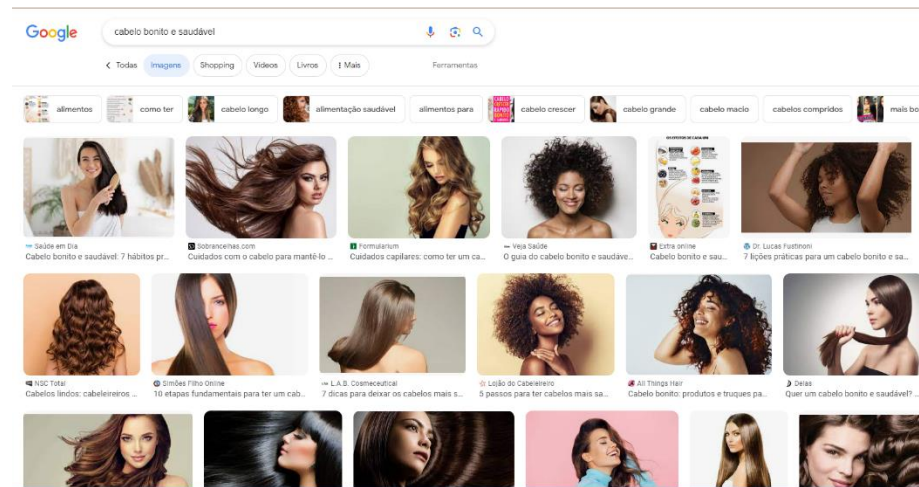 Google
cabelo bonito e saudável
Todas Imagens Shopping Vídeos Livros Mais Ferramentas
alimentos como ter cabelo longo alimentação saudável alimentos para cabelo crescer cabelo grande cabelo macio cabelos compridos mais bo
Saúde em Dia Sobrancelhas.com Formularium Veja Saúde Extra online Dr. Lucas Fustinoni
Cabelo bonito e saudável: 7 hábitos pr... Cuidados com o cabelo para mantê-lo ... Cuidados capilares: como ter um ca... O guia do cabelo bonito e saudáve... Cabelo bonito e sau... 7 lições práticas para um cabelo bonito e sa...
NSC Total Simões Filho Online L.A.B. Cosmeceutical Lojão do Cabeleireiro All Things Hair Delas
Cabelos lindos: cabeleireiros ... 10 etapas fundamentais para ter um cab... 7 dicas para deixar os cabelos mais s... 5 passos para ter cabelos mais sa... Cabelo bonito: produtos e truques pa... Quer um cabelo bonito e saudável? ...